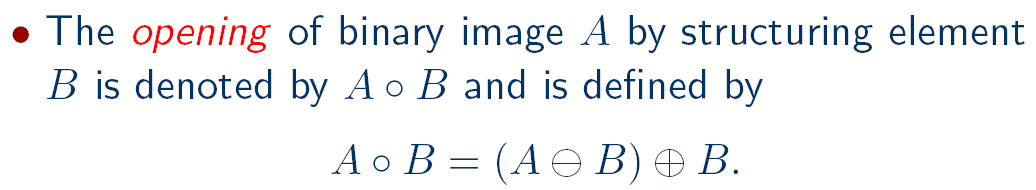 • The opening of binary image A by structuring element
B is denoted by A ∘ B and is defined by
A ∘ B = (A ⊖ B) ⊕ B.